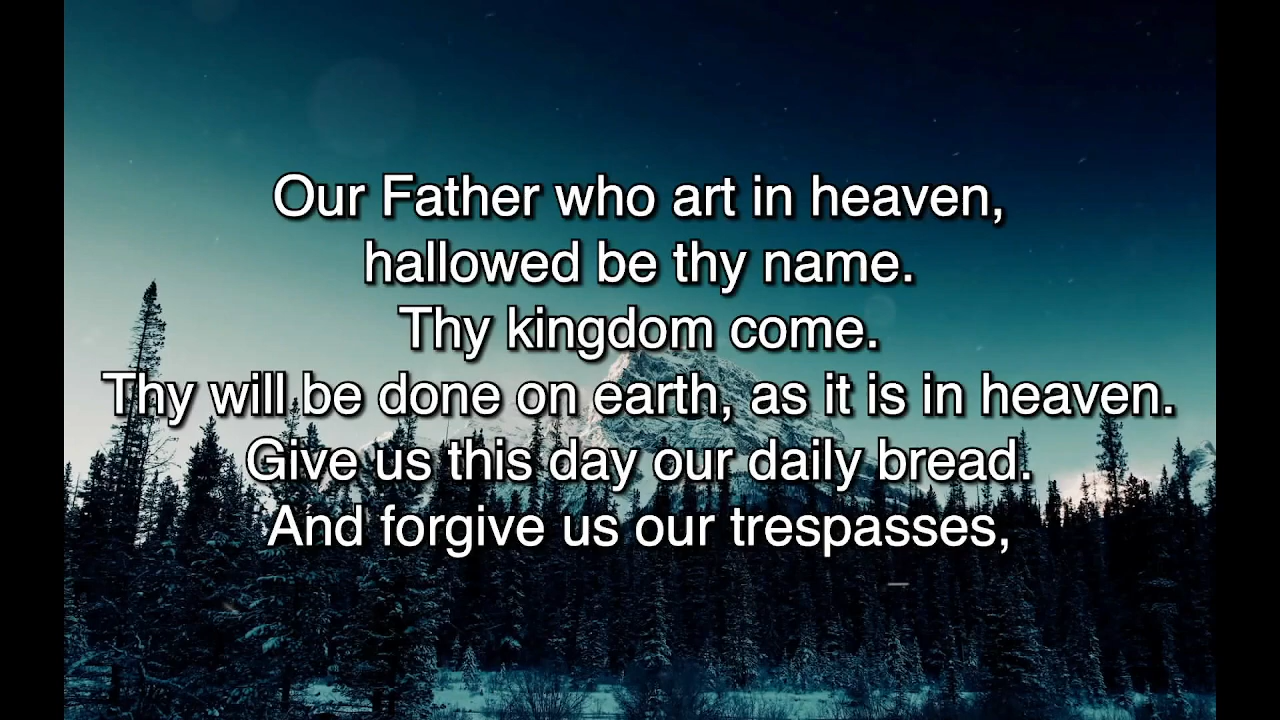 Our Father who art in heaven,
hallowed be thy name.
Thy kingdom come.
Thy will be done on earth, as it is in heaven.
Give us this day our daily bread.
And forgive us our trespasses,